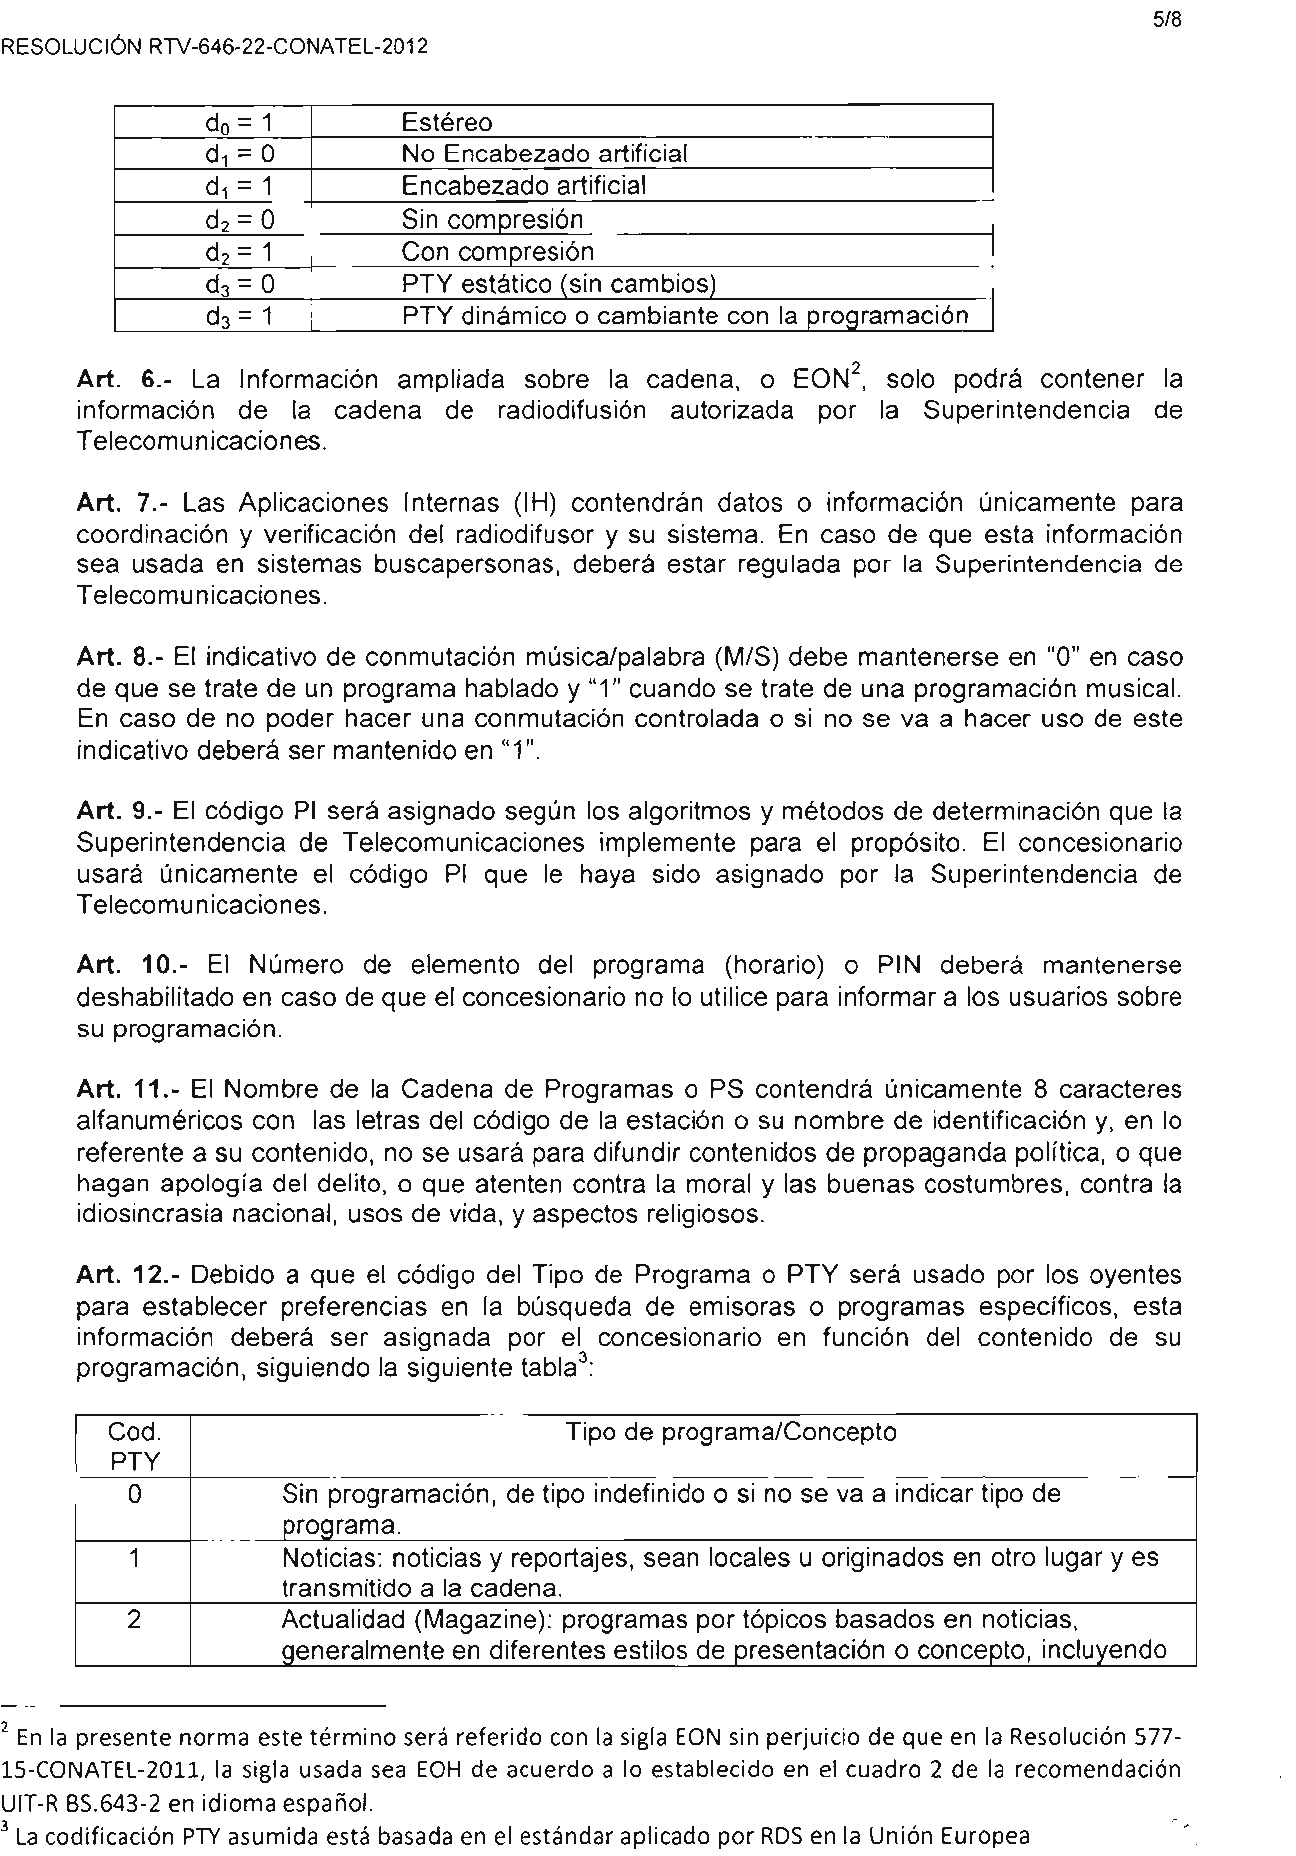 5/8
RESOLUCIÓN RTV-646-22-CONATEL-2012
d0 = 1 Estéreo
d1 = 0 No Encabezado artificial
d1 = 1 Encabezado artificial
d2 = 0 Sin compresión
d2 = 1 Con compresión
d3 = 0 PTY estático (sin cambios)
d3 = 1 PTY dinámico o cambiante con la programación
Art. 6.- La Información ampliada sobre la cadena, o EON², solo podrá contener la
información de la cadena de radiodifusión autorizada por la Superintendencia de
Telecomunicaciones.
Art. 7.- Las Aplicaciones Internas (IH) contendrán datos o información únicamente para
coordinación y verificación del radiodifusor y su sistema. En caso de que esta información
sea usada en sistemas buscapersonas, deberá estar regulada por la Superintendencia de
Telecomunicaciones.
Art. 8.- El indicativo de conmutación música/palabra (M/S) debe mantenerse en "0" en caso
de que se trate de un programa hablado y "1" cuando se trate de una programación musical.
En caso de no poder hacer una conmutación controlada o si no se va a hacer uso de este
indicativo deberá ser mantenido en "1".
Art. 9.- El código PI será asignado según los algoritmos y métodos de determinación que la
Superintendencia de Telecomunicaciones implemente para el propósito. El concesionario
usará únicamente el código PI que le haya sido asignado por la Superintendencia de
Telecomunicaciones.
Art. 10.- El Número de elemento del programa (horario) o PIN deberá mantenerse
deshabilitado en caso de que el concesionario no lo utilice para informar a los usuarios sobre
su programación.
Art. 11.- El Nombre de la Cadena de Programas o PS contendrá únicamente 8 caracteres
alfanuméricos con las letras del código de la estación o su nombre de identificación y, en lo
referente a su contenido, no se usará para difundir contenidos de propaganda política, o que
hagan apología del delito, o que atenten contra la moral y las buenas costumbres, contra la
idiosincrasia nacional, usos de vida, y aspectos religiosos.
Art. 12.- Debido a que el código del Tipo de Programa o PTY será usado por los oyentes
para establecer preferencias en la búsqueda de emisoras o programas específicos, esta
información deberá ser asignada por el concesionario en función del contenido de su
programación, siguiendo la siguiente tabla³:
Cod. Tipo de programa/Concepto
PTY
0 Sin programación, de tipo indefinido o si no se va a indicar tipo de
programa.
1 Noticias: noticias y reportajes, sean locales u originados en otro lugar y es
transmitido a la cadena.
2 Actualidad (Magazine): programas por tópicos basados en noticias,
generalmente en diferentes estilos de presentación o concepto, incluyendo
² En la presente norma este término será referido con la sigla EON sin perjuicio de que en la Resolución 577-
15-CONATEL-2011, la sigla usada sea EOH de acuerdo a lo establecido en el cuadro 2 de la recomendación
UIT-R BS.643-2 en idioma español.
³ La codificación PTY asumida está basada en el estándar aplicado por RDS en la Unión Europea